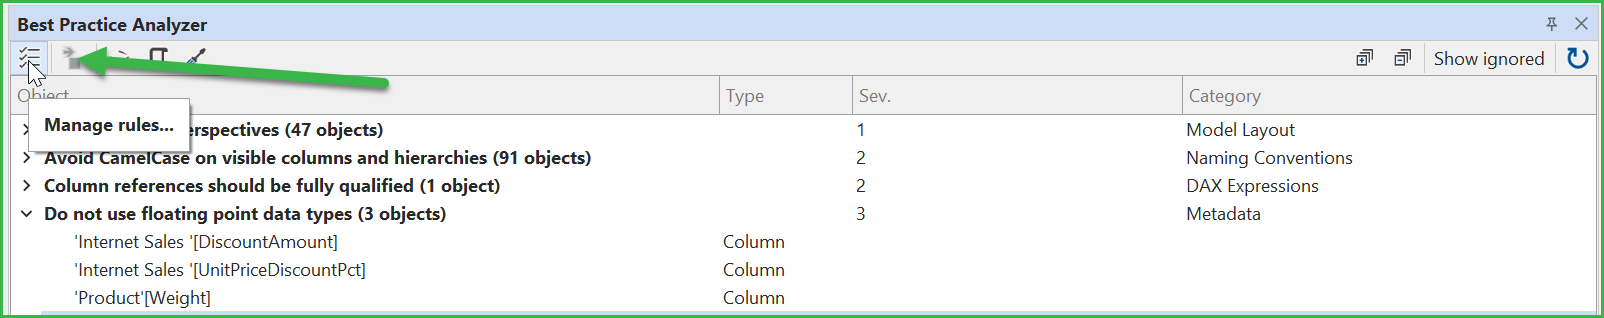 Best Practice Analyzer
Show ignored
Object Type Sev. Category
Manage rules...
erspectives (47 objects) 1 Model Layout
Avoid CamelCase on visible columns and hierarchies (91 objects) 2 Naming Conventions
Column references should be fully qualified (1 object) 2 DAX Expressions
Do not use floating point data types (3 objects) 3 Metadata
'Internet Sales '[DiscountAmount] Column
'Internet Sales '[UnitPriceDiscountPct] Column
'Product'[Weight] Column